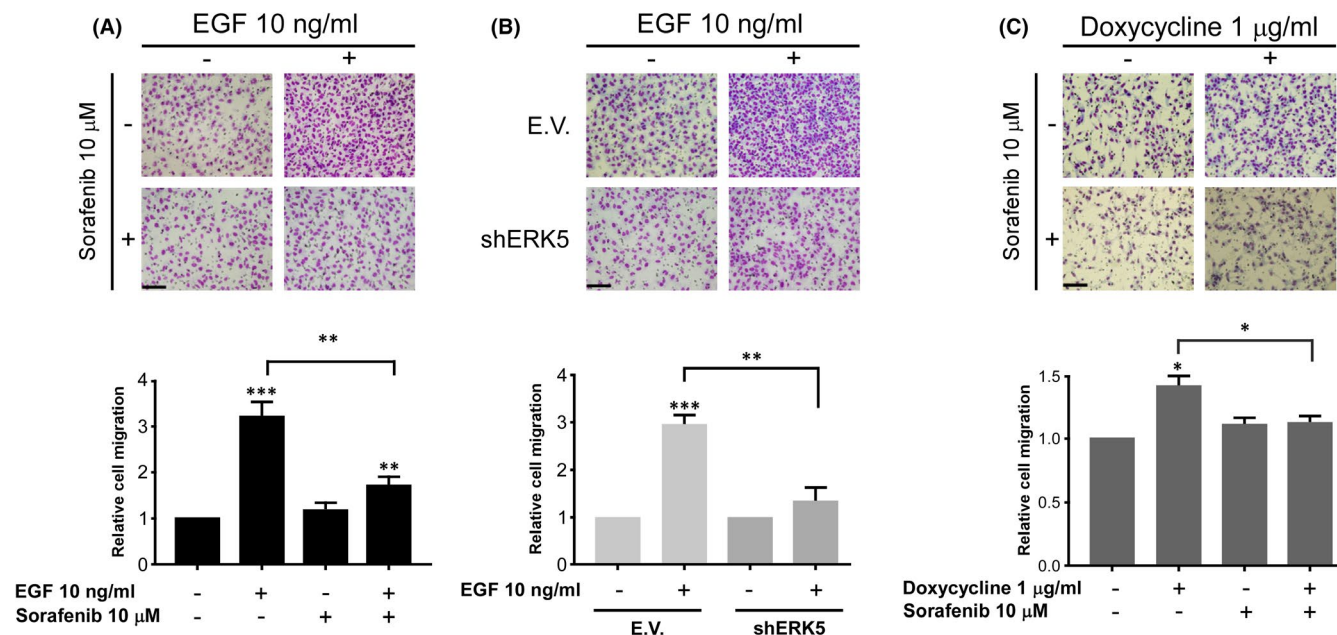 (A)
EGF 10 ng/ml
- +
Sorafenib 10 μM
-
+
**
***
**
Relative cell migration
4
3
2
1
0
EGF 10 ng/ml - + - +
Sorafenib 10 μM - - + +
(B)
EGF 10 ng/ml
- +
E.V.
shERK5
**
***
Relative cell migration
4
3
2
1
0
EGF 10 ng/ml - + - +
E.V. shERK5
(C)
Doxycycline 1 μg/ml
- +
Sorafenib 10 μM
-
+
*
*
Relative cell migration
1.5
1.0
0.5
0.0
Doxycycline 1 μg/ml - + - +
Sorafenib 10 μM - - + +